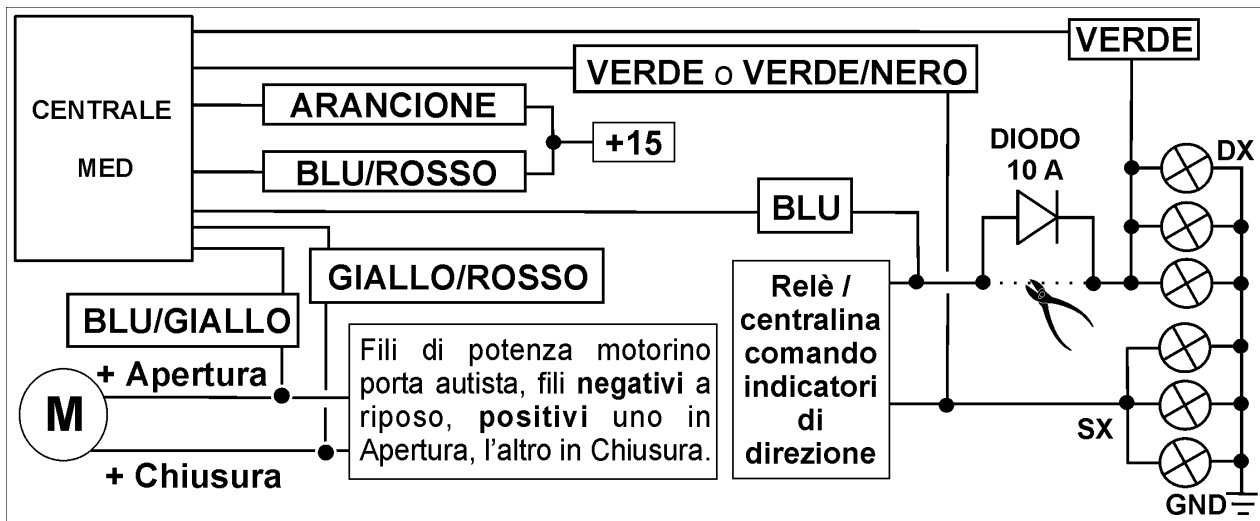 CENTRALE
MED
VERDE
VERDE o VERDE/NERO
ARANCIONE
BLU/ROSSO
+15
DIODO
10 A
DX
BLU
GIALLO/ROSSO
BLU/GIALLO
+ Apertura
M
+ Chiusura
Fili di potenza motorino
porta autista, fili negativi a
riposo, positivi uno in
Apertura, l'altro in Chiusura.
Relè /
centralina
comando
indicatori
di
direzione
SX
GND